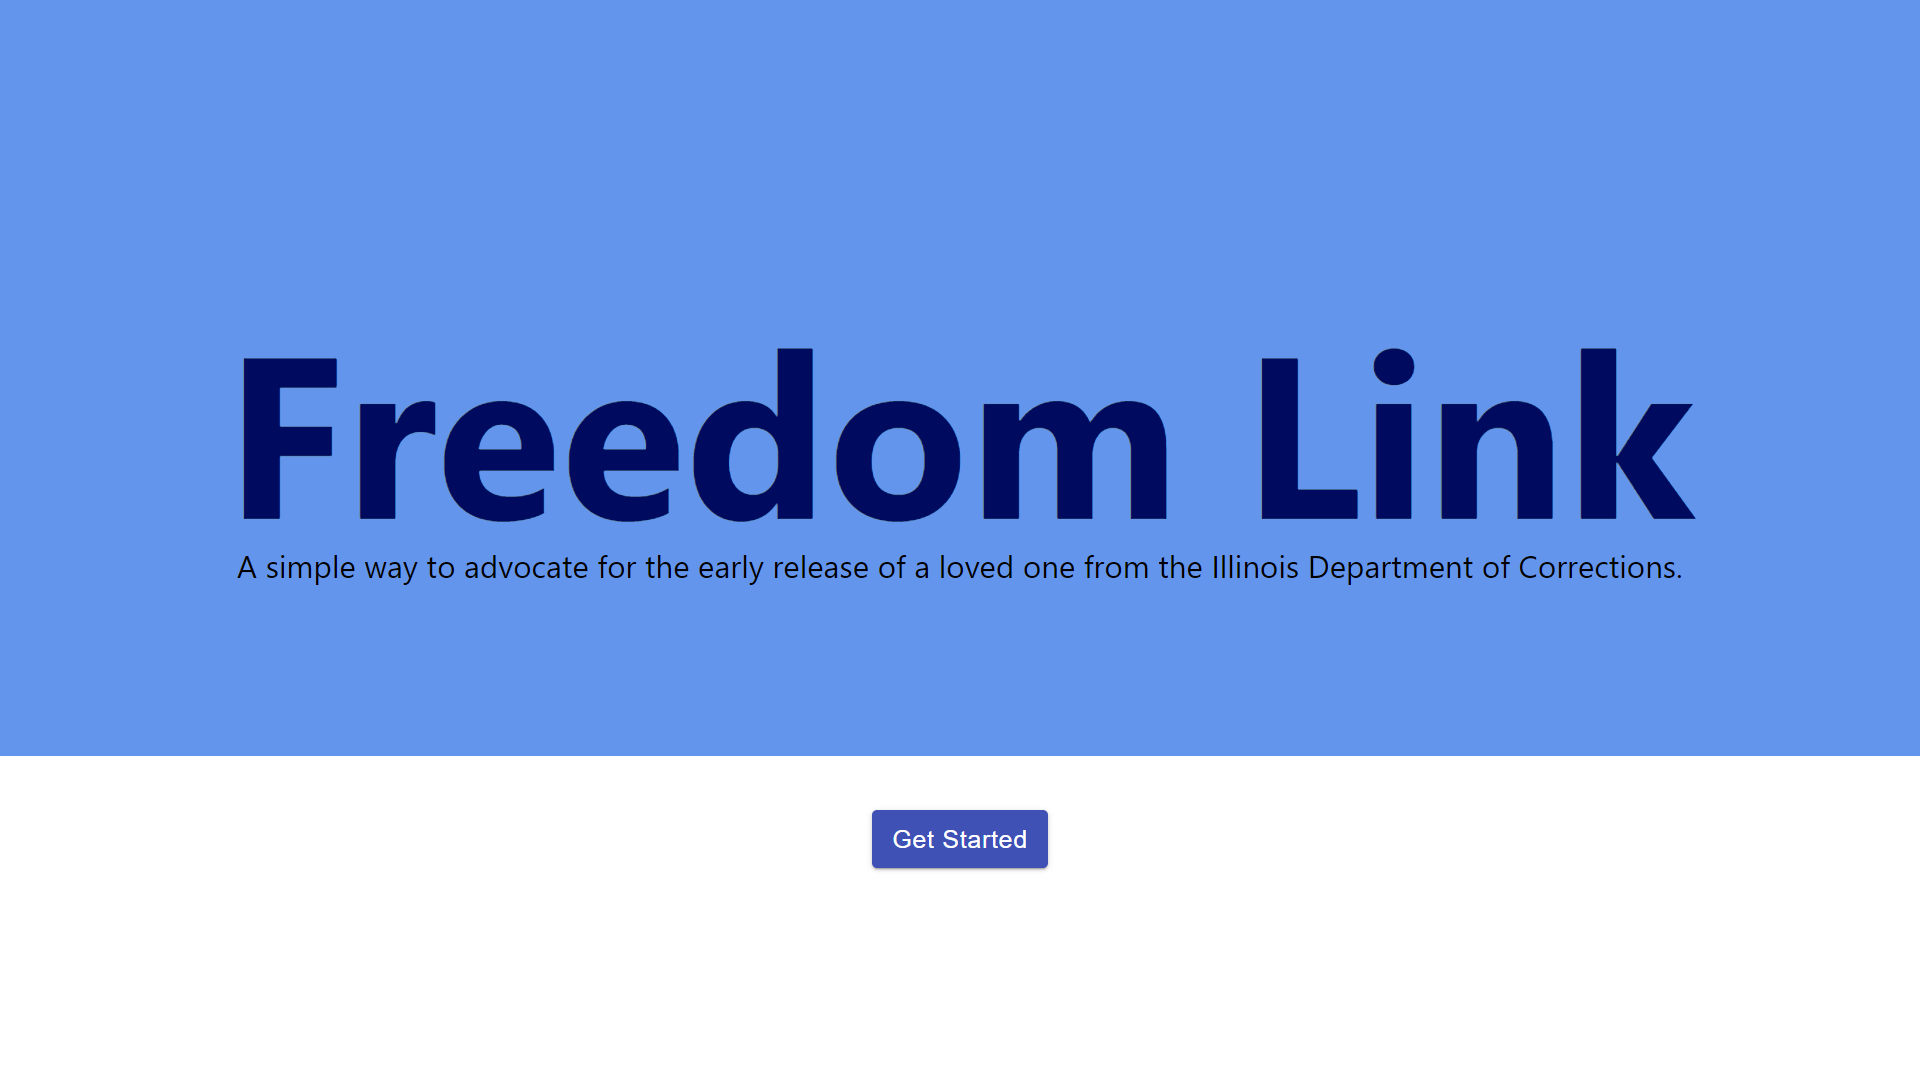 Freedom Link
A simple way to advocate for the early release of a loved one from the Illinois Department of Corrections.
Get Started